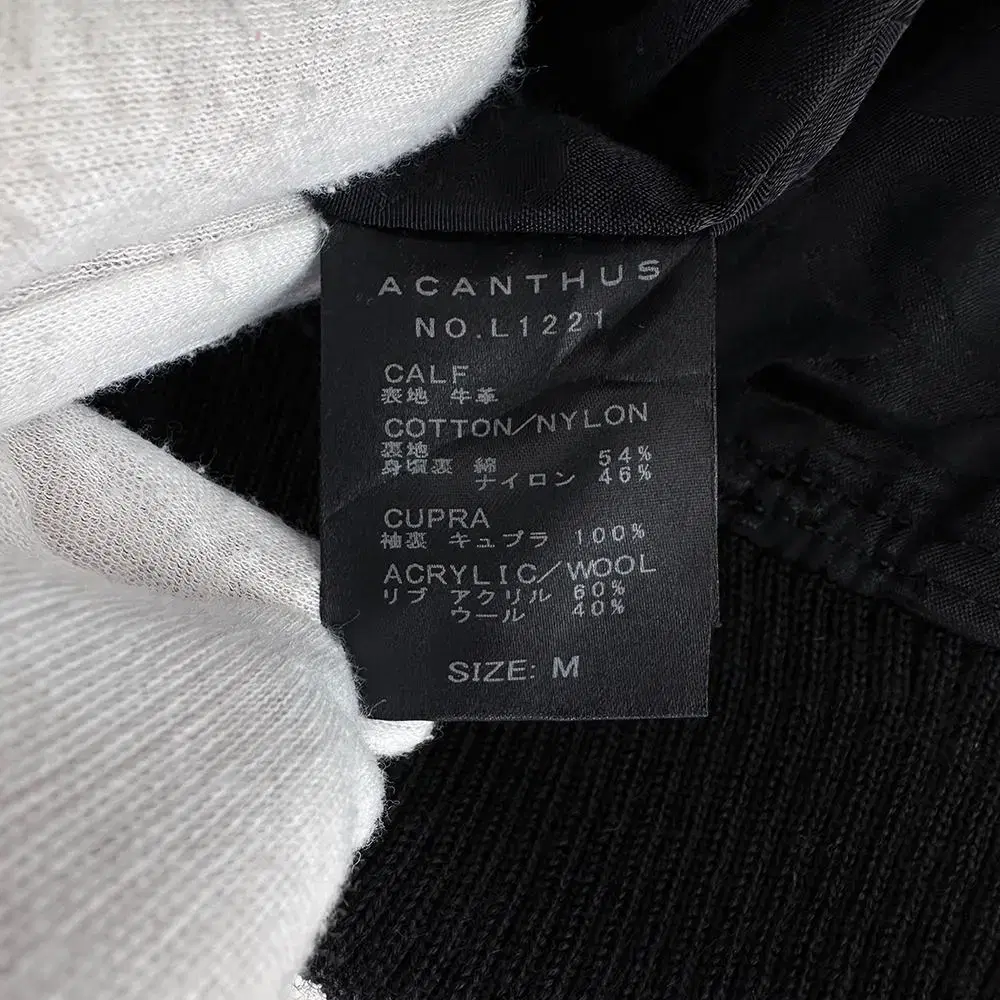 ACANTHUS
NO.L1221
CALF
表地 牛革
COTTON/NYLON
裏地
身頃裏 綿 54%
ナイロン 46%
CUPRA
袖裏 キュプラ 100%
ACRYLIC/WOOL
リブ アクリル 60%
ウール 40%
SIZE: M